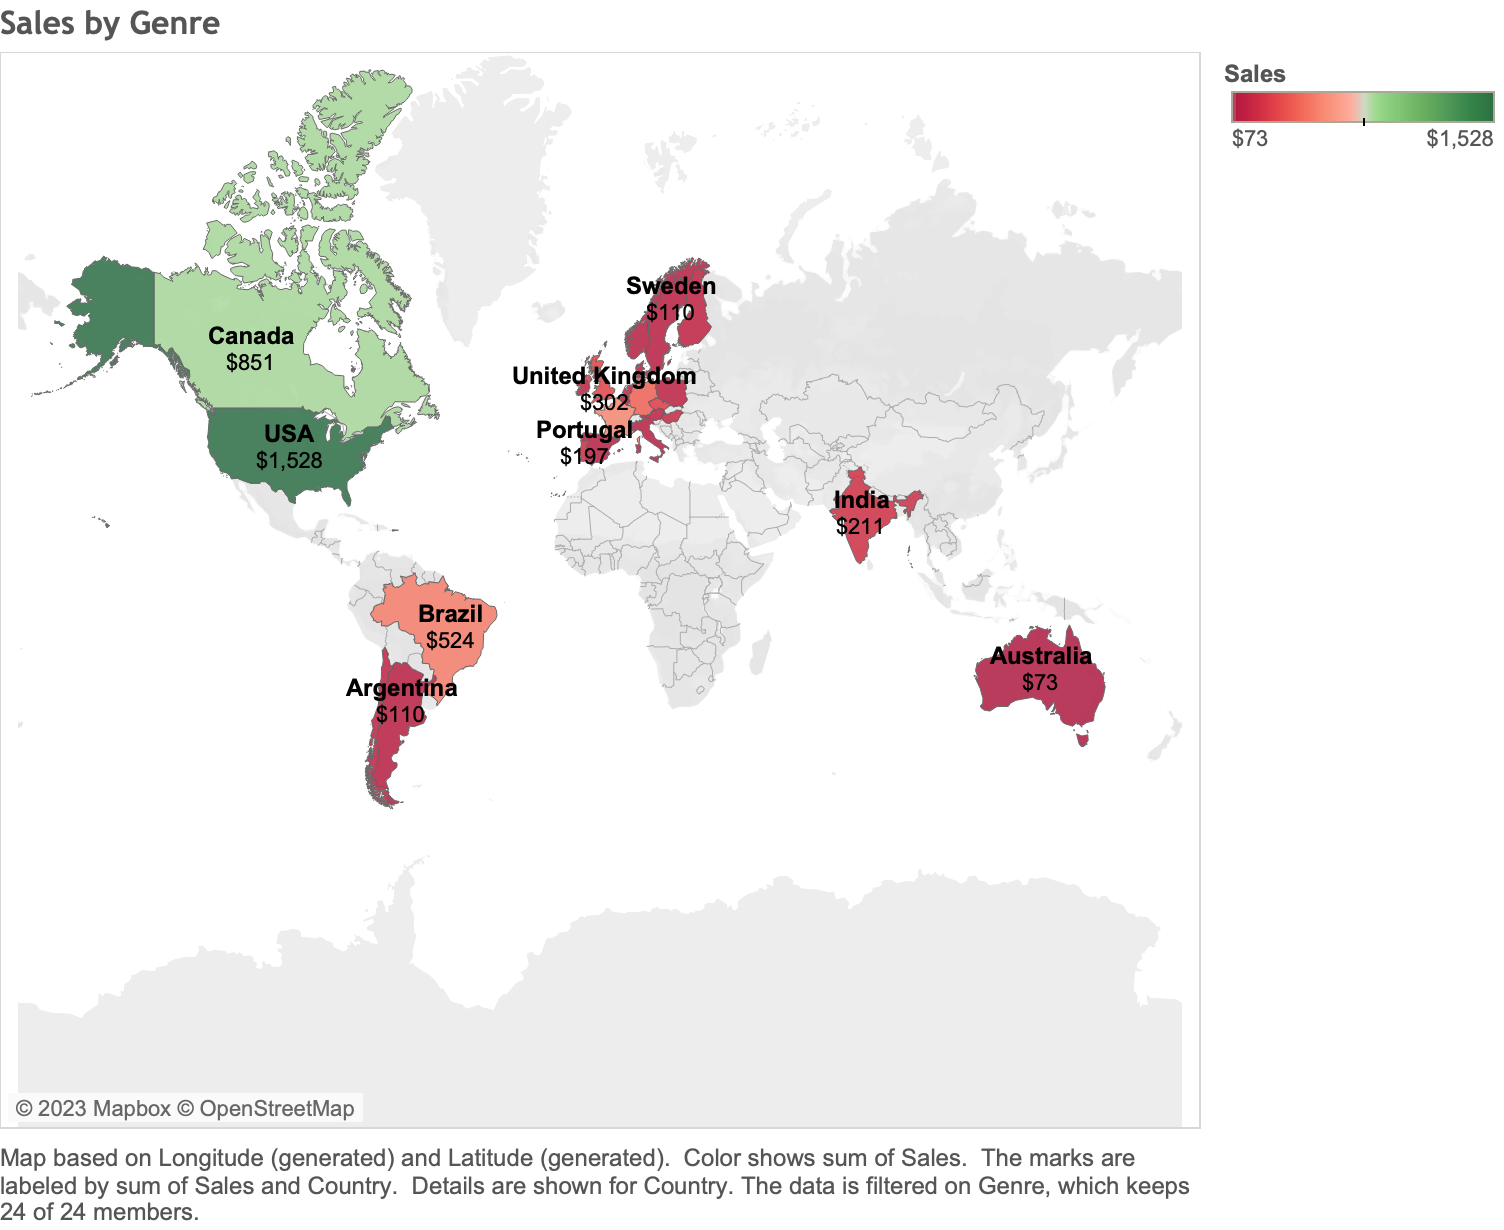 Sales by Genre
Sales
$73 $1,528
Sweden
$110
Canada
$851
United Kingdom
$302
USA
$1,528
Portugal
$197
India
$211
Brazil
$524
Australia
$73
Argentina
$110
© 2023 Mapbox © OpenStreetMap
Map based on Longitude (generated) and Latitude (generated).  Color shows sum of Sales.  The marks are
labeled by sum of Sales and Country.  Details are shown for Country. The data is filtered on Genre, which keeps
24 of 24 members.